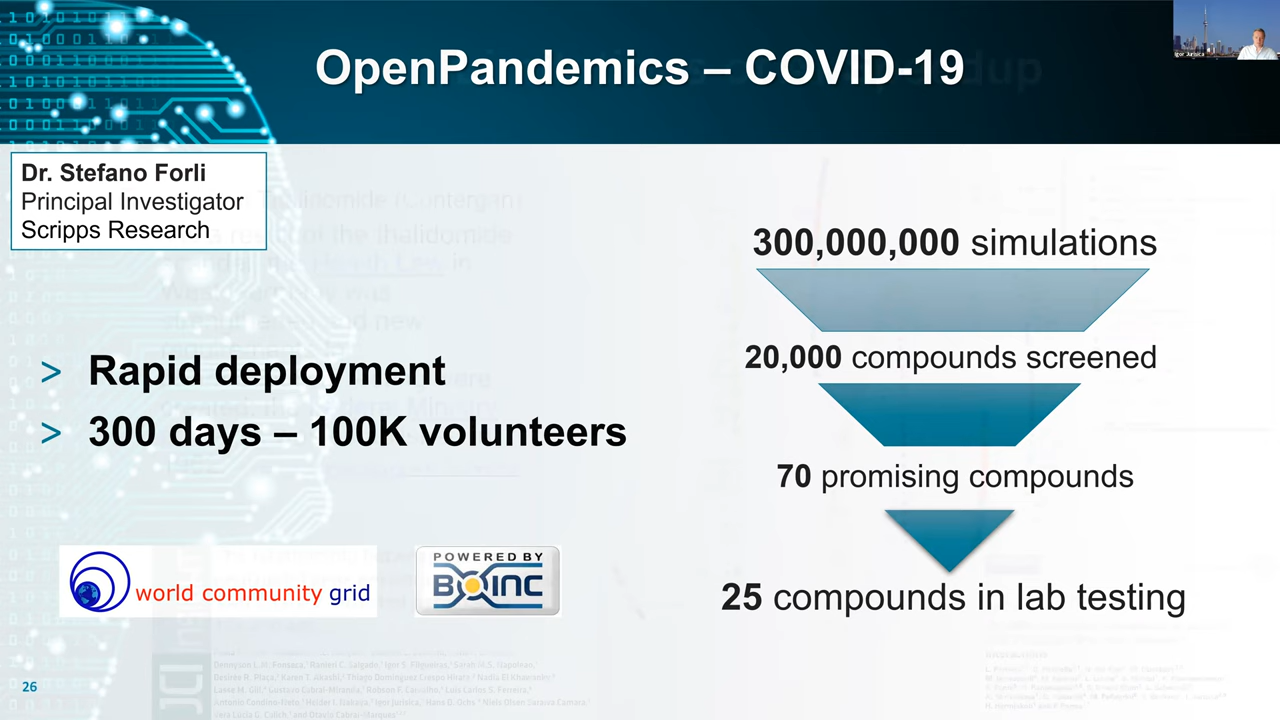 OpenPandemics – COVID-19
Igor Jurisica
Dr. Stefano Forli
Principal Investigator
Scripps Research
> Rapid deployment
> 300 days – 100K volunteers
300,000,000 simulations
20,000 compounds screened
70 promising compounds
25 compounds in lab testing
world community grid
POWERED BY
BOINC
26